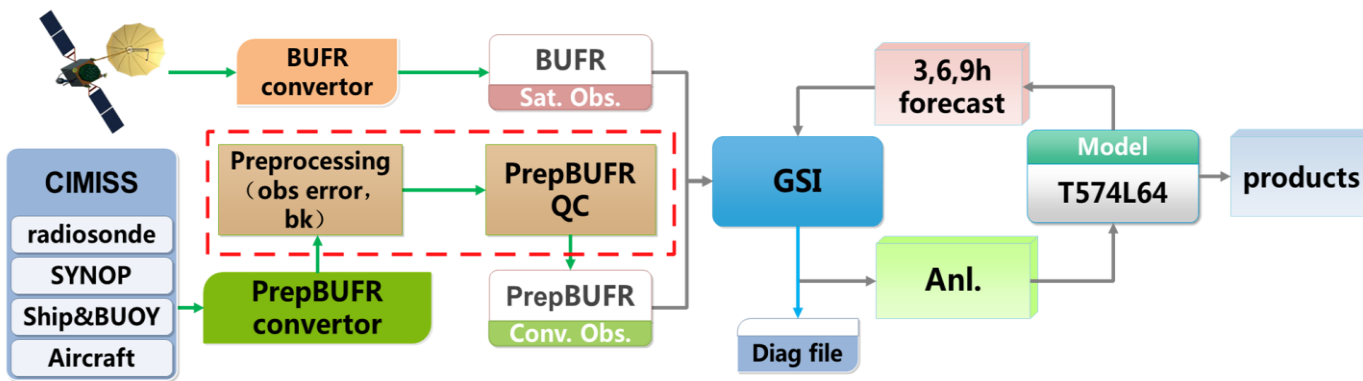 BUFR
convertor
BUFR
Sat. Obs.
3,6,9h
forecast
CIMISS
radiosonde
SYNOP
Ship&BUOY
Aircraft
Preprocessing
（obs error,
bk）
PrepBUFR
QC
PrepBUFR
convertor
PrepBUFR
Conv. Obs.
GSI
Model
T574L64
products
Anl.
Diag file